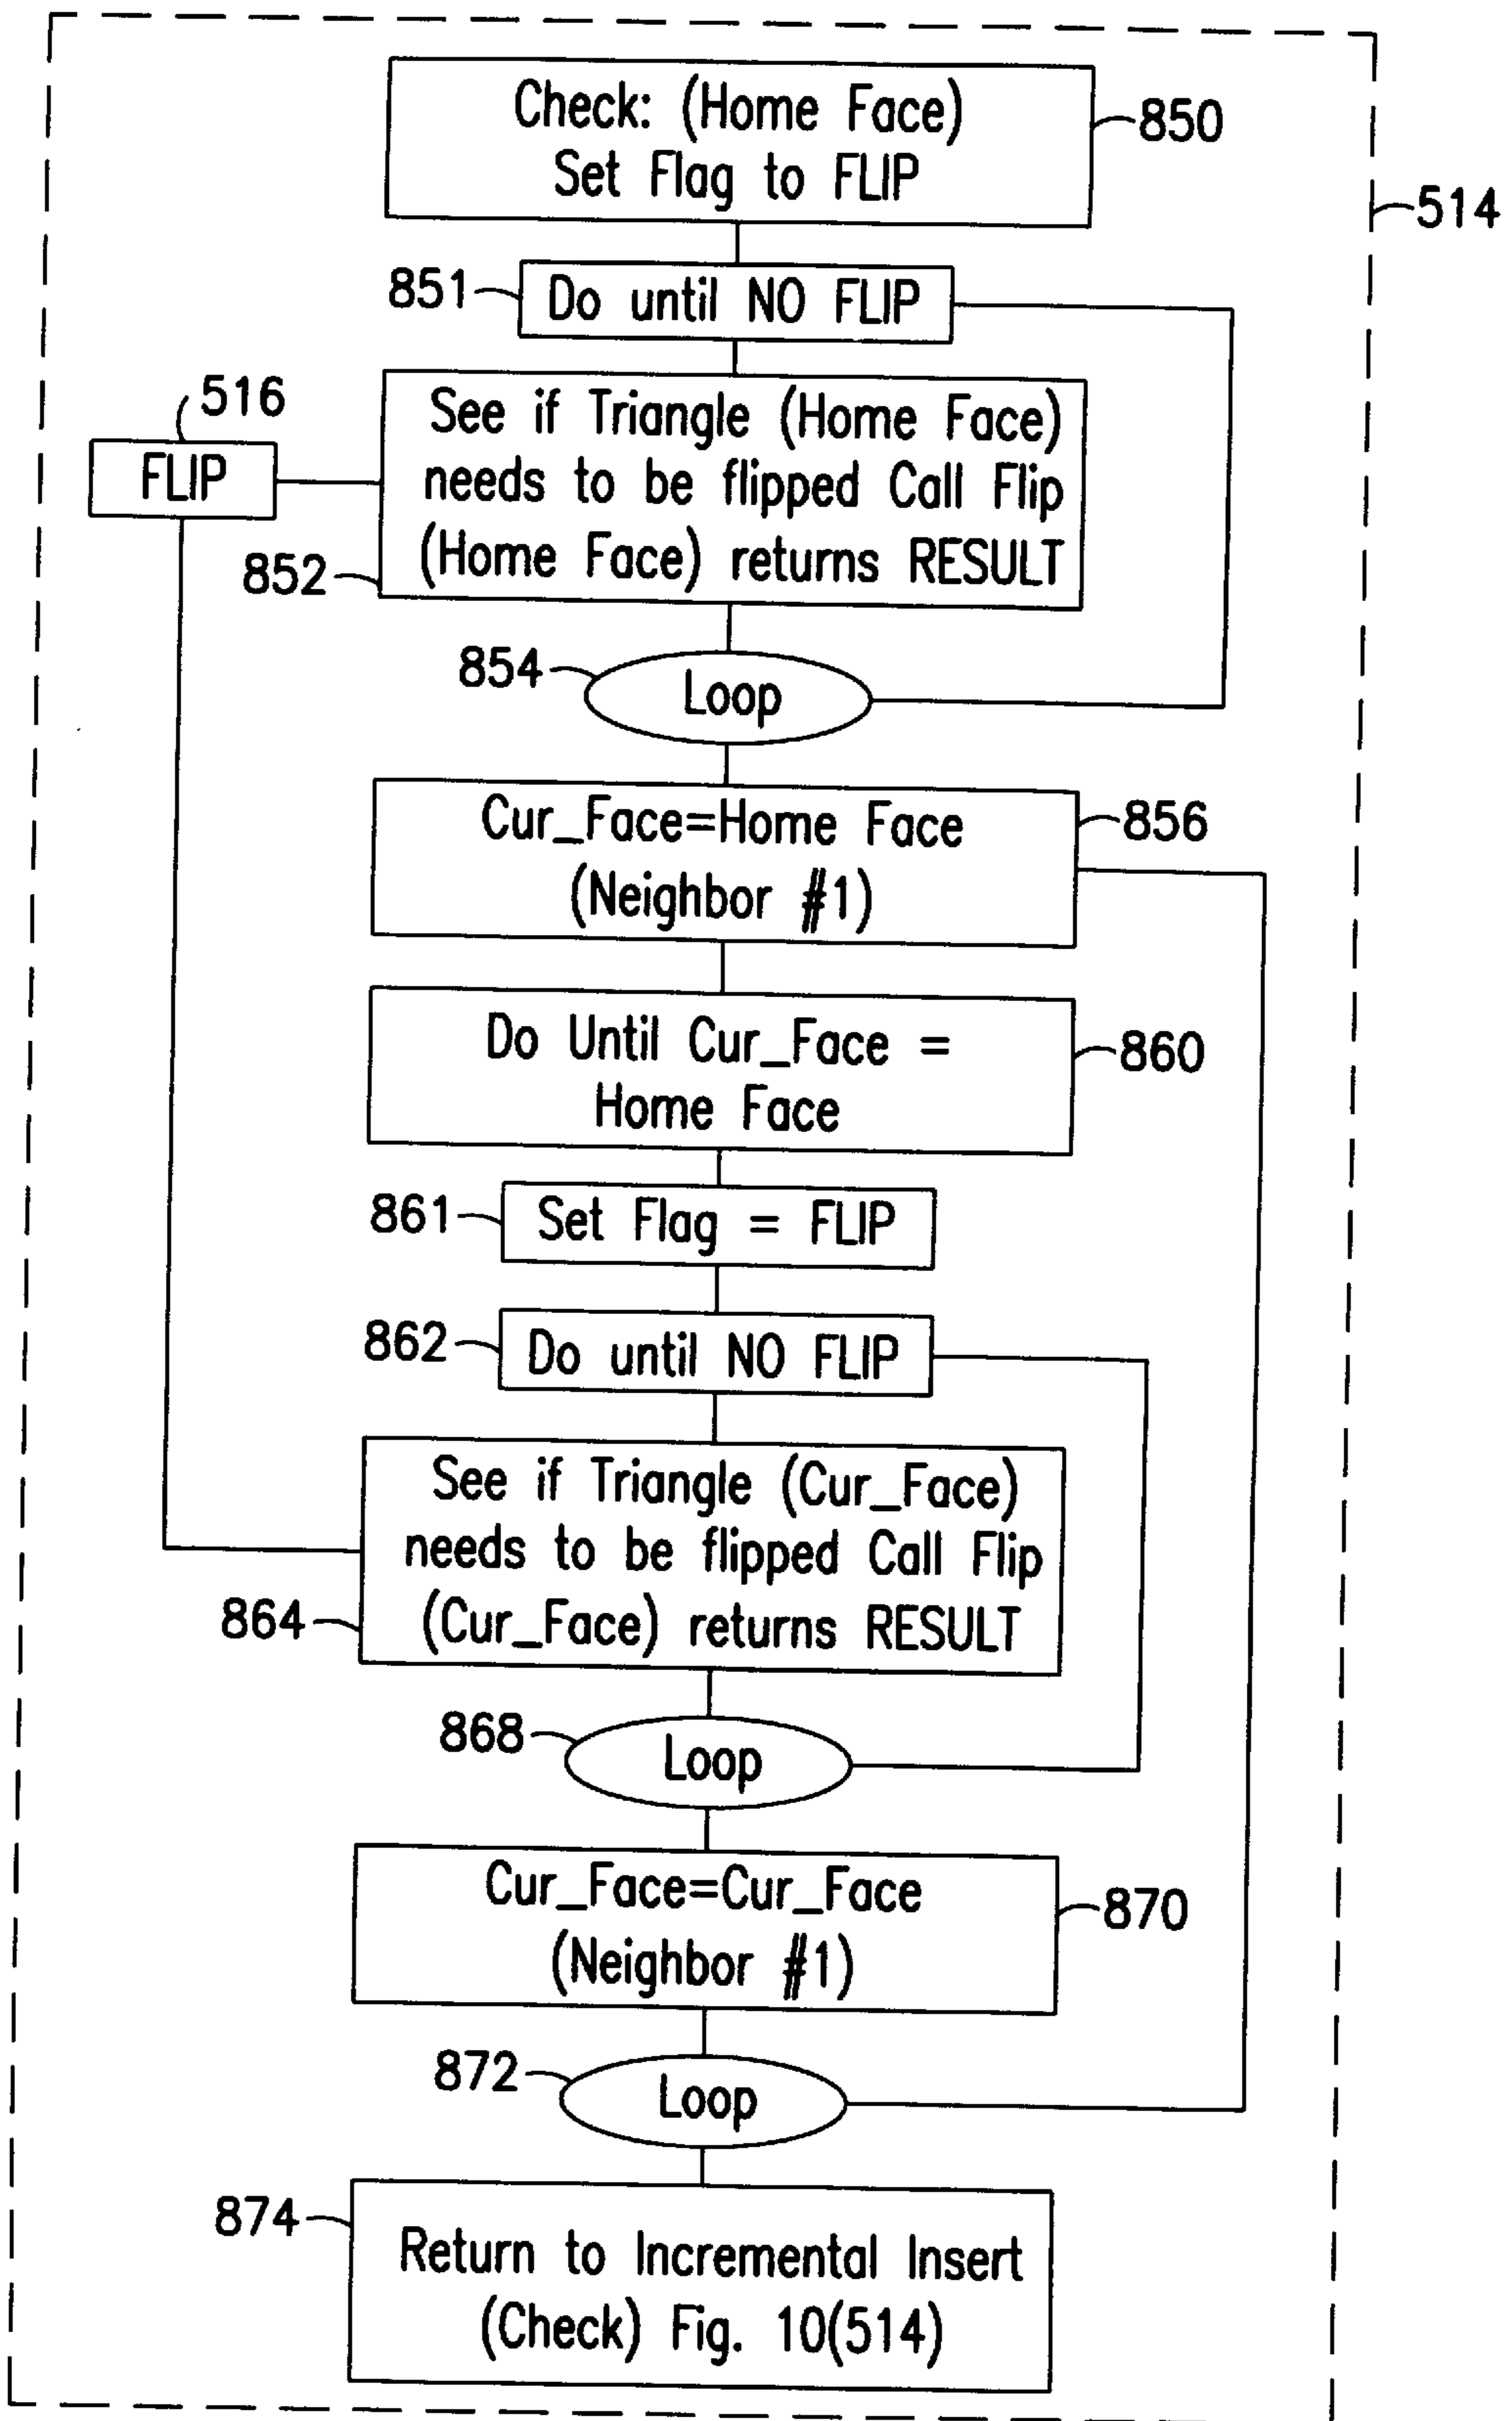 Check: (Home Face)
Set Flag to FLIP
850
514
851
Do until NO FLIP
516
FLIP
See if Triangle (Home Face)
needs to be flipped Call Flip
(Home Face) returns RESULT
852
854
Loop
Cur_Face=Home Face
(Neighbor #1)
856
Do Until Cur_Face =
Home Face
860
861
Set Flag = FLIP
862
Do until NO FLIP
See if Triangle (Cur_Face)
needs to be flipped Call Flip
(Cur_Face) returns RESULT
864
868
Loop
Cur_Face=Cur_Face
(Neighbor #1)
870
872
Loop
874
Return to Incremental Insert
(Check) Fig. 10(514)